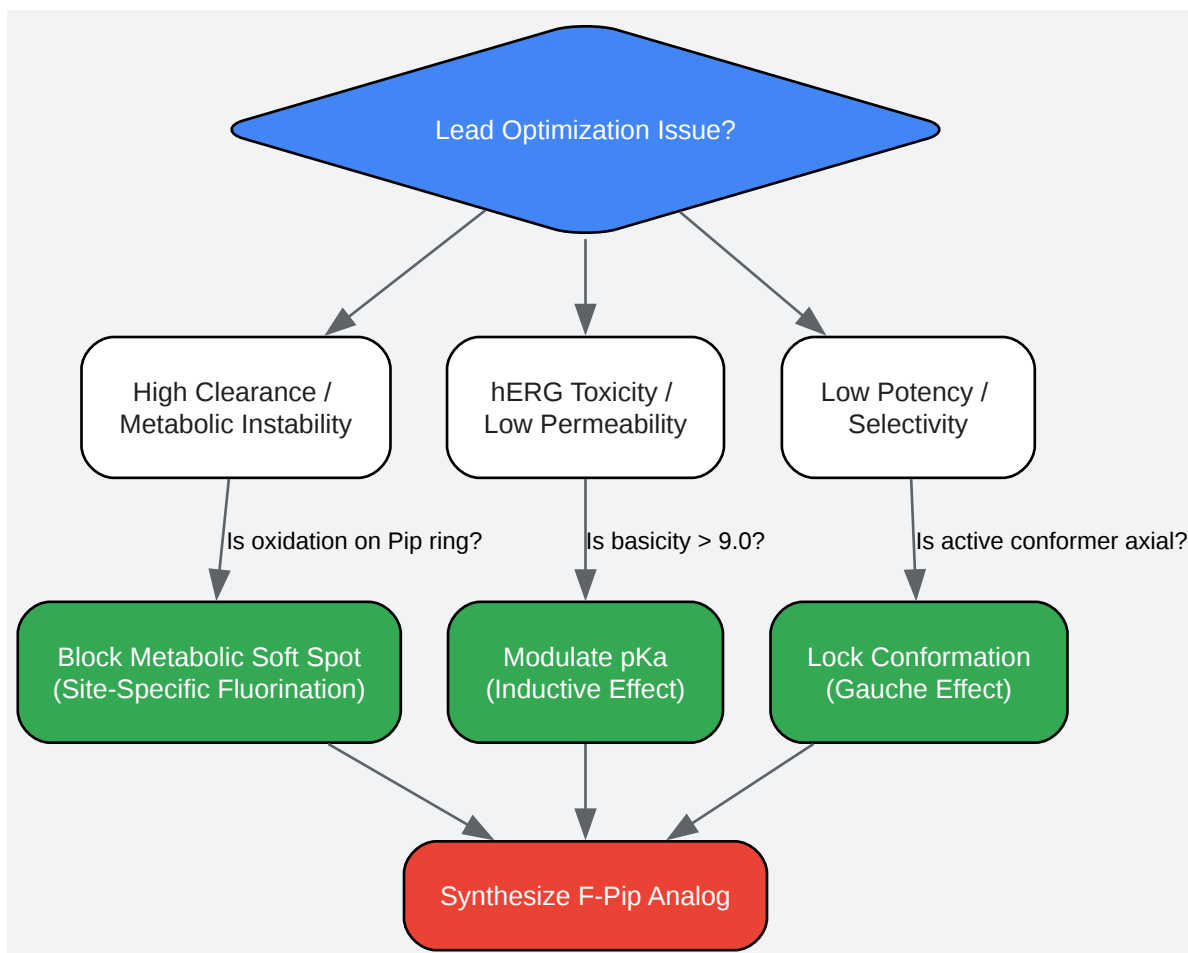 Lead Optimization Issue?
High Clearance /
Metabolic Instability
hERG Toxicity /
Low Permeability
Low Potency /
Selectivity
Is oxidation on Pip ring?
Is basicity > 9.0?
Is active conformer axial?
Block Metabolic Soft Spot
(Site-Specific Fluorination)
Modulate pKa
(Inductive Effect)
Lock Conformation
(Gauche Effect)
Synthesize F-Pip Analog